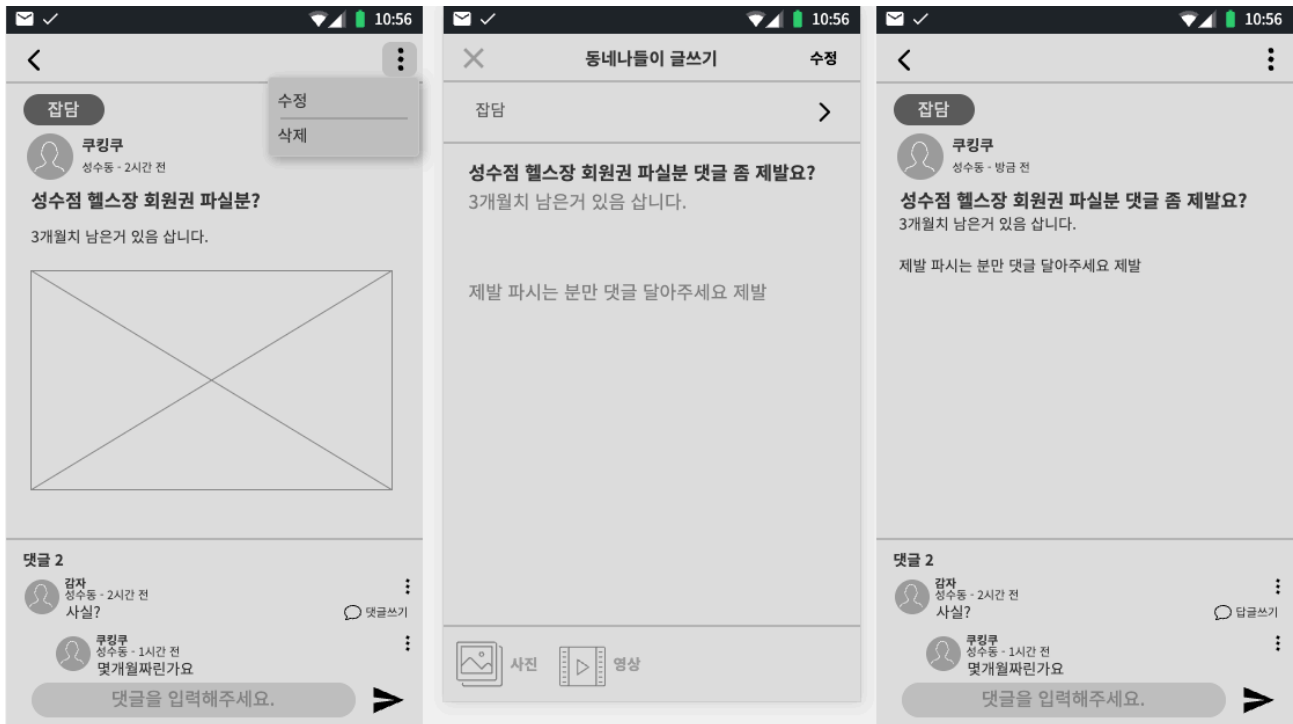 10:56
수정
삭제
잡담
쿠킹쿠
성수동 - 2시간 전
성수점 헬스장 회원권 파실분?
3개월치 남은거 있음 삽니다.
댓글 2
감자
성수동 - 2시간 전
사실?
댓글쓰기
쿠킹쿠
성수동 - 1시간 전
몇개월짜린가요
댓글을 입력해주세요.
10:56
동네나들이 글쓰기
수정
잡담
성수점 헬스장 회원권 파실분 댓글 좀 제발요?
3개월치 남은거 있음 삽니다.
제발 파시는 분만 댓글 달아주세요 제발
사진
영상
10:56
잡담
쿠킹쿠
성수동 - 방금 전
성수점 헬스장 회원권 파실분 댓글 좀 제발요?
3개월치 남은거 있음 삽니다.
제발 파시는 분만 댓글 달아주세요 제발
댓글 2
감자
성수동 - 2시간 전
사실?
답글쓰기
쿠킹쿠
성수동 - 1시간 전
몇개월짜린가요
댓글을 입력해주세요.